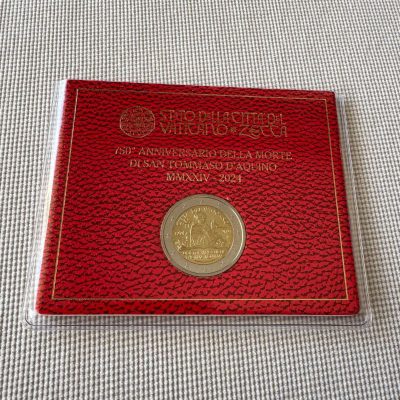 STATO DELLA CITTÀ DEL
VATICANO ZECCA
750° ANNIVERSARIO DELLA MORTE
DI SAN TOMMASO D'AQUINO
MMXXIV - 2024